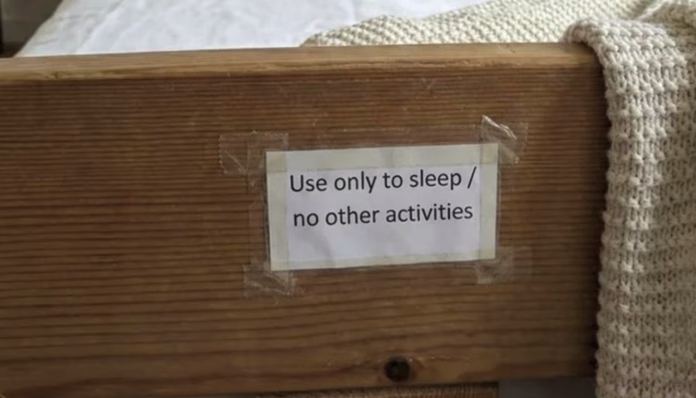 Use only to sleep /
no other activities